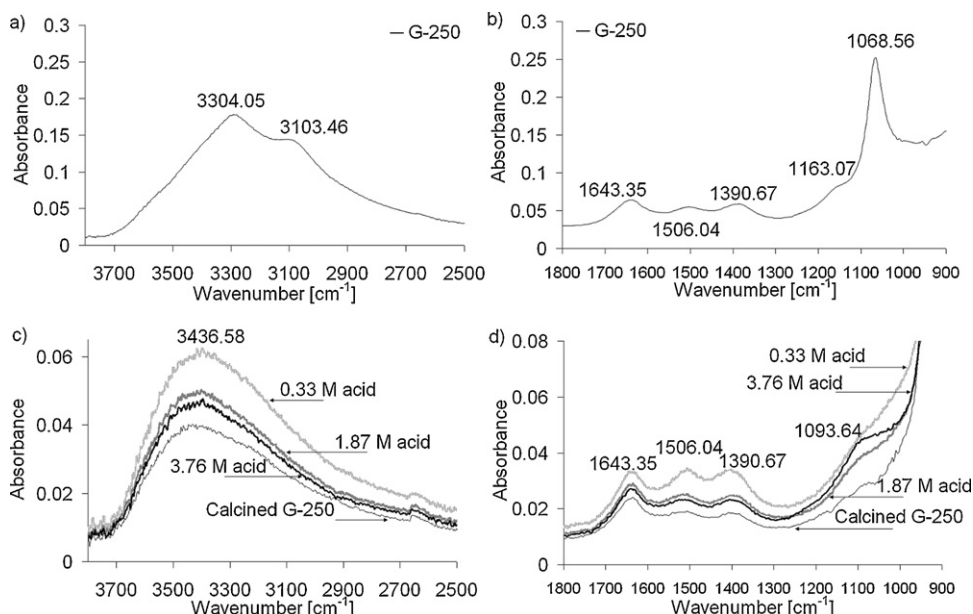 a)
0.3
0.25
0.2
0.15
0.1
0.05
0
Absorbance
G-250
3304.05
3103.46
3700 3500 3300 3100 2900 2700 2500
Wavenumber [cm⁻¹]
b)
0.3
0.25
0.2
0.15
0.1
0.05
0
Absorbance
G-250
1068.56
1163.07
1643.35
1390.67
1506.04
1800 1700 1600 1500 1400 1300 1200 1100 1000 900
Wavenumber [cm⁻¹]
c)
0.06
0.04
0.02
0
Absorbance
3436.58
0.33 M acid
1.87 M acid
3.76 M acid
Calcined G-250
3700 3500 3300 3100 2900 2700 2500
Wavenumber [cm⁻¹]
d)
0.08
0.06
0.04
0.02
0
Absorbance
0.33 M acid
3.76 M acid
1093.64
1506.04
1643.35
1390.67
1.87 M acid
Calcined G-250
1800 1700 1600 1500 1400 1300 1200 1100 1000 900
Wavenumber [cm⁻¹]